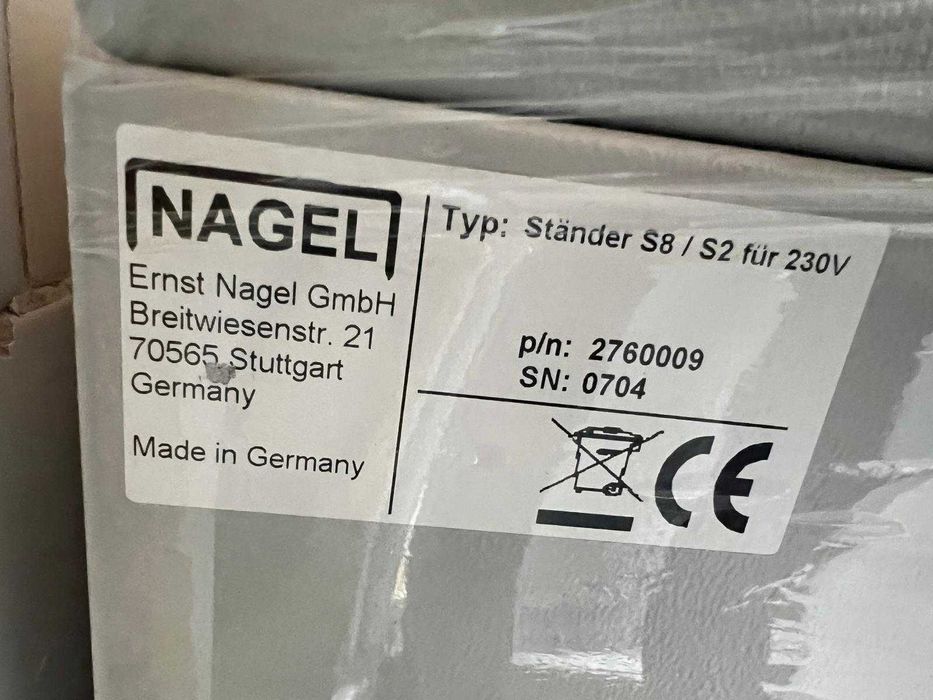 NAGEL
Ernst Nagel GmbH
Breitwiesenstr. 21
70565 Stuttgart
Germany
Made in Germany
Typ: Ständer S8 / S2 für 230V
p/n: 2760009
SN: 0704
CE